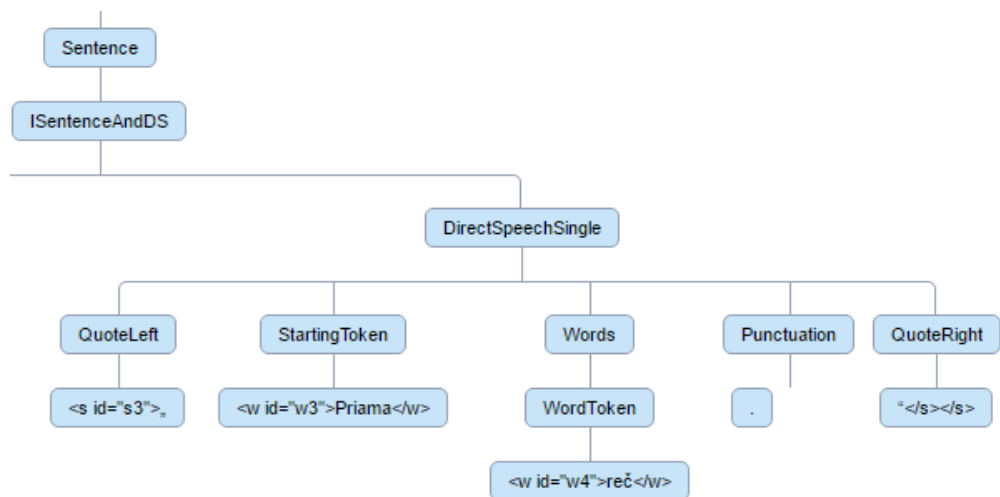 Sentence
ISentenceAndDS
DirectSpeechSingle
QuoteLeft StartingToken Words Punctuation QuoteRight
<s id="s3">„ <w id="w3">Priama</w> WordToken . “</s></s>
<w id="w4">reč</w>